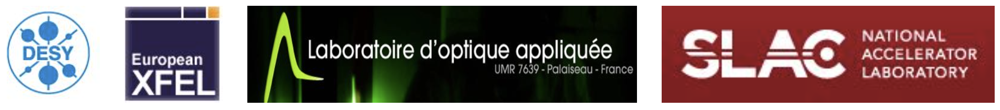 DESY
European
XFEL
Laboratoire d'optique appliquée
UMR 7639 - Palaiseau - France
SLAC
NATIONAL
ACCELERATOR
LABORATORY